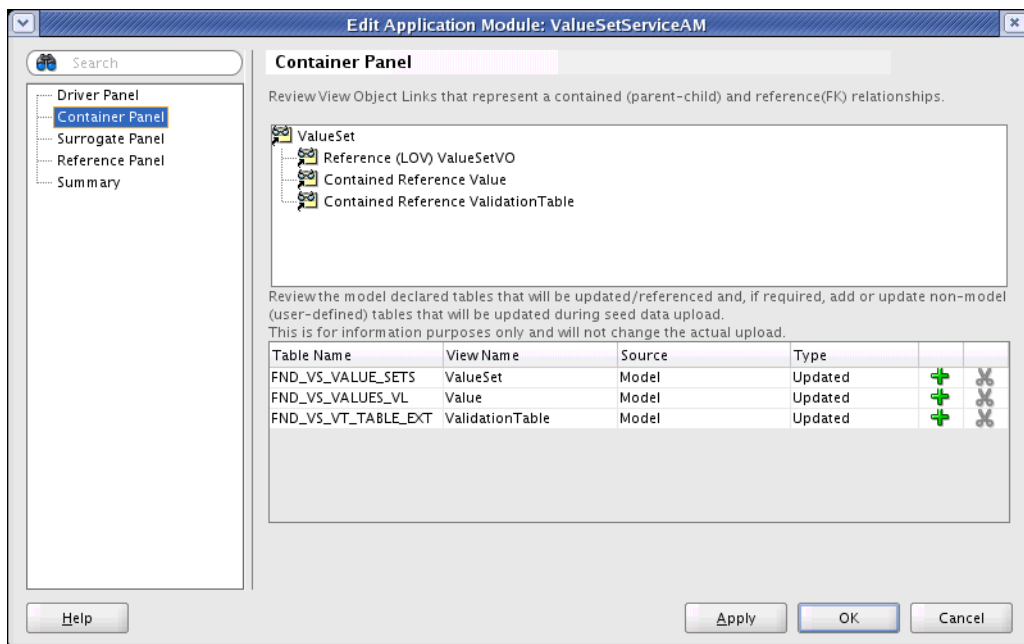 Edit Application Module: ValueSetServiceAM
Search
Driver Panel
Container Panel
Surrogate Panel
Reference Panel
Summary
Container Panel
Review View Object Links that represent a contained (parent-child) and reference(FK) relationships.
ValueSet
Reference (LOV) ValueSetVO
Contained Reference Value
Contained Reference ValidationTable
Review the model declared tables that will be updated/referenced and, if required, add or update non-model
(user-defined) tables that will be updated during seed data upload.
This is for information purposes only and will not change the actual upload.
Table Name View Name Source Type
FND_VS_VALUE_SETS ValueSet Model Updated
FND_VS_VALUES_VL Value Model Updated
FND_VS_VT_TABLE_EXT ValidationTable Model Updated
Help Apply OK Cancel